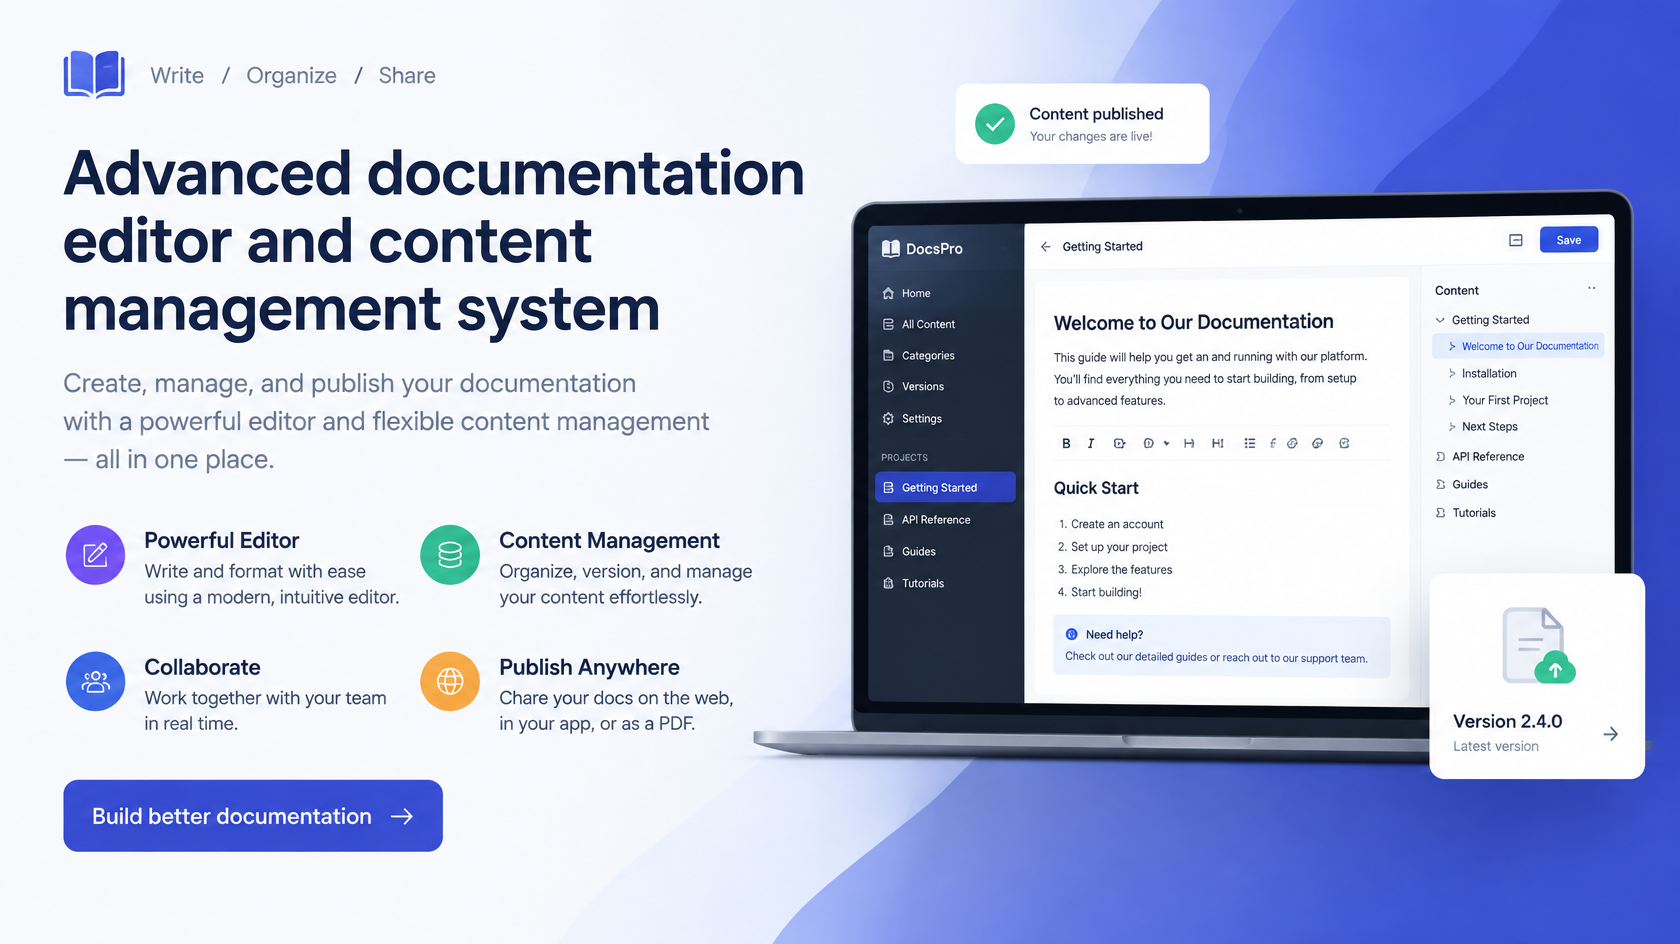 Write / Organize / Share
Advanced documentation
editor and content
management system
Create, manage, and publish your documentation
with a powerful editor and flexible content management
— all in one place.
Powerful Editor
Write and format with ease
using a modern, intuitive editor.
Content Management
Organize, version, and manage
your content effortlessly.
Collaborate
Work together with your team
in real time.
Publish Anywhere
Chare your docs on the web,
in your app, or as a PDF.
Build better documentation
Content published
Your changes are live!
DocsPro
Home
All Content
Categories
Versions
Settings
PROJECTS
Getting Started
API Reference
Guides
Tutorials
Getting Started
Save
Welcome to Our Documentation
This guide will help you get an and running with our platform.
You'll find everything you need to start building, from setup
to advanced features.
B I
Quick Start
1. Create an account
2. Set up your project
3. Explore the features
4. Start building!
Need help?
Check out our detailed guides or reach out to our support team.
Content
Getting Started
Welcome to Our Documentation
Installation
Your First Project
Next Steps
API Reference
Guides
Tutorials
Version 2.4.0
Latest version